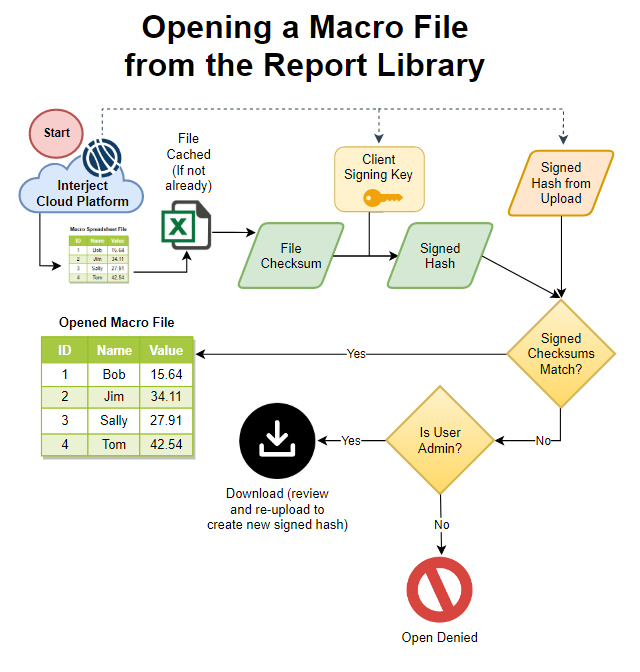 Opening a Macro File
from the Report Library
Start
Interject
Cloud Platform
File
Cached
(If not
already)
Client
Signing Key
Signed
Hash from
Upload
Macro Spreadsheet File
ID Name Value
1 Bob 15.64
2 Jim 34.11
3 Sally 27.91
4 Tom 42.54
X
File
Checksum
Signed
Hash
Opened Macro File
ID Name Value
1 Bob 15.64
2 Jim 34.11
3 Sally 27.91
4 Tom 42.54
Yes
Signed
Checksums
Match?
No
Is User
Admin?
Yes
Download (review
and re-upload to
create new signed hash)
No
Open Denied